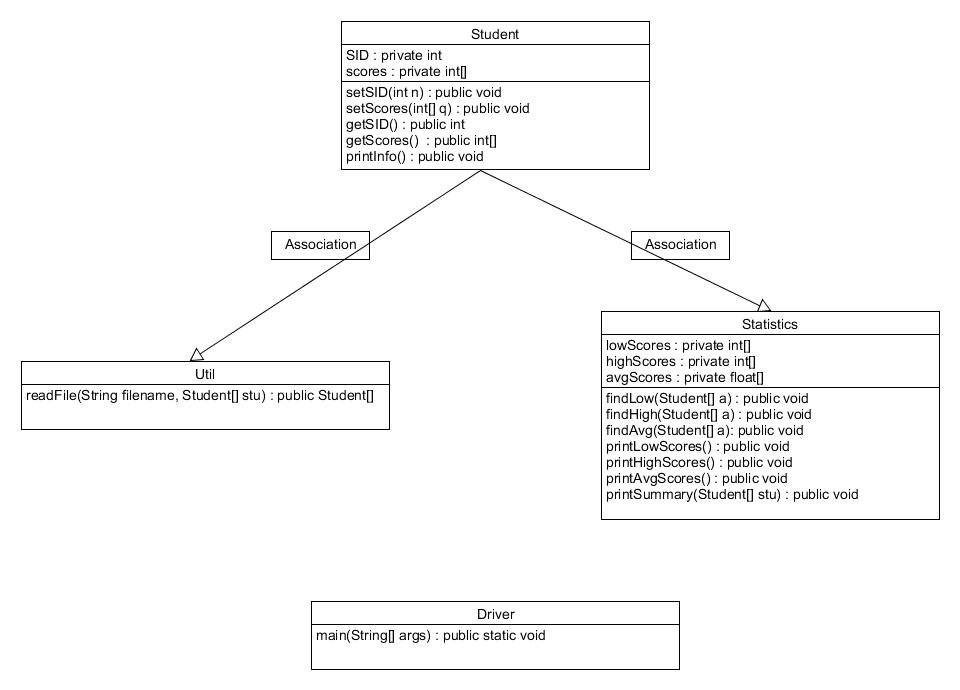 Student
SID : private int
scores : private int[]
setSID(int n) : public void
setScores(int[] q) : public void
getSID() : public int
getScores()  : public int[]
printInfo() : public void
Association
Association
Statistics
lowScores : private int[]
highScores : private int[]
avgScores : private float[]
findLow(Student[] a) : public void
findHigh(Student[] a) : public void
findAvg(Student[] a): public void
printLowScores() : public void
printHighScores() : public void
printAvgScores() : public void
printSummary(Student[] stu) : public void
Util
readFile(String filename, Student[] stu) : public Student[]
Driver
main(String[] args) : public static void